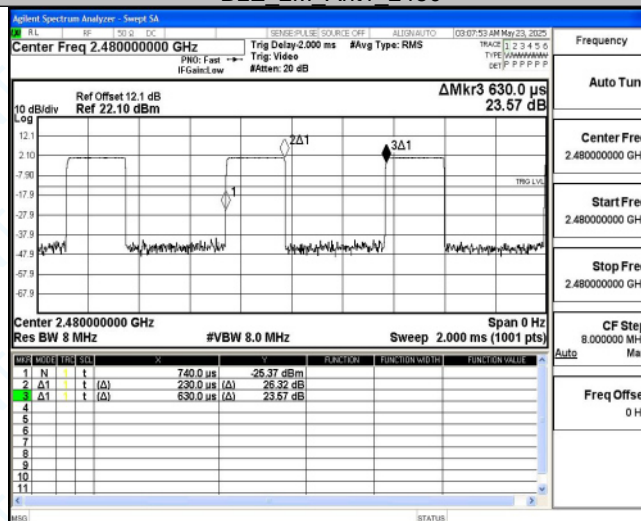 Agilent Spectrum Analyzer - Swept SA
RL RF 50 Ω DC SENSE:PULSE SOURCE OFF ALIGNAUTO 03:07:53 AM May 23, 2025
Center Freq 2.480000000 GHz
PNO: Fast
IFGain:Low
Trig Delay-2.000 ms
Trig: Video
#Atten: 20 dB
#Avg Type: RMS
TRACE 1 2 3 4 5 6
TYPE
DET P P P P P P
ΔMkr3 630.0 µs
23.57 dB
Ref Offset 12.1 dB
Ref 22.10 dBm
10 dB/div
Log
12.1
2.10
-7.90
-17.9
-27.9
-37.9
-47.9
-57.9
-67.9
2Δ1
3Δ1
1
TRIG LVL
Center 2.480000000 GHz
Span 0 Hz
Res BW 8 MHz
#VBW 8.0 MHz
Sweep 2.000 ms (1001 pts)
MKR MODE TRC SCL X Y FUNCTION FUNCTION WIDTH FUNCTION VALUE
1 N 1 t 740.0 µs -25.37 dBm
2 Δ1 1 t (Δ) 230.0 µs (Δ) 26.32 dB
3 Δ1 1 t (Δ) 630.0 µs (Δ) 23.57 dB
4
5
6
7
8
9
10
11
MSG
STATUS
Frequency
Auto Tun
Center Fre
2.480000000 GH
Start Fre
2.480000000 GH
Stop Fre
2.480000000 GH
CF Step
8.000000 MH
Auto Ma
Freq Offse
0 H